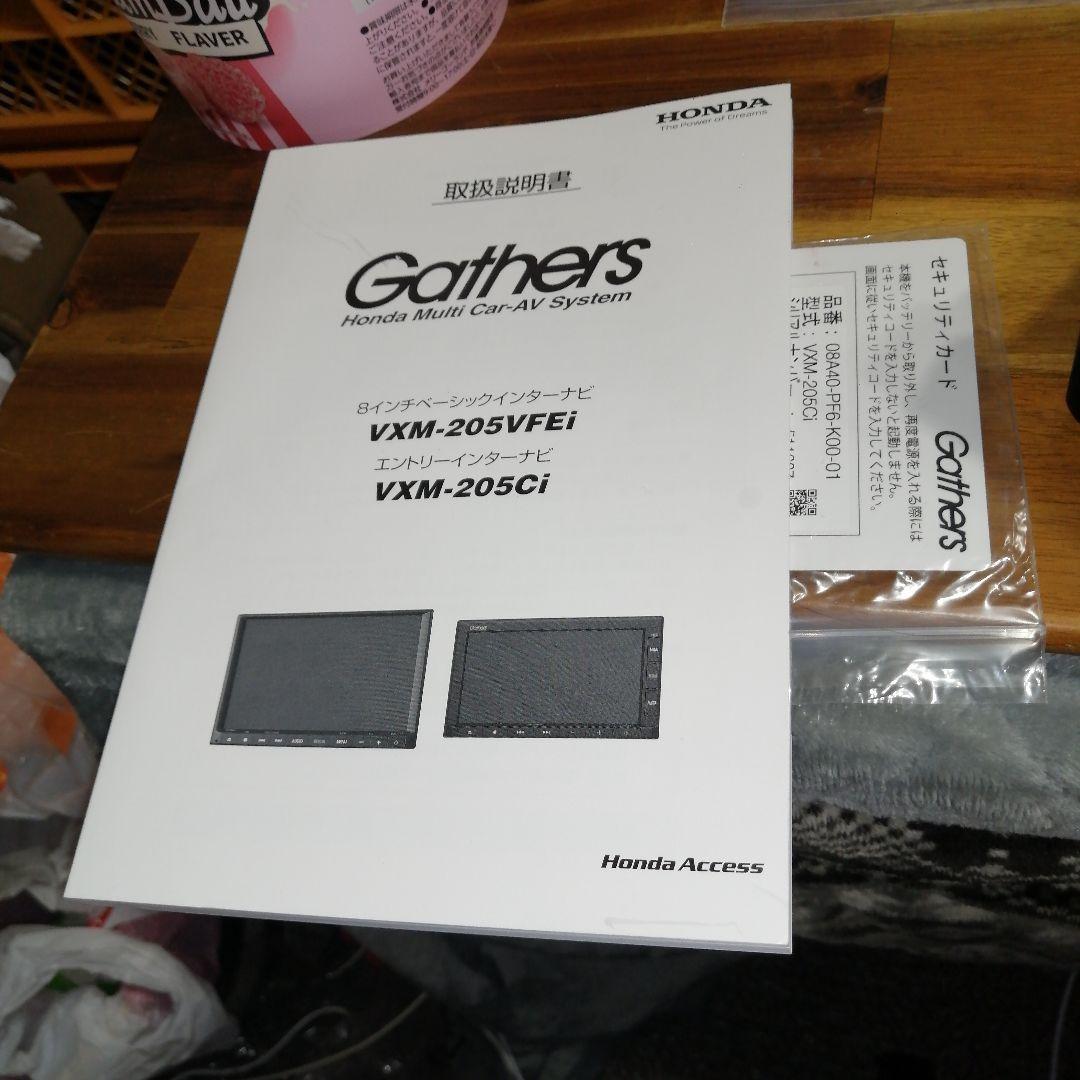 FLAVER
HONDA
The Power of Dreams
取扱説明書
Gathers
Honda Multi Car-AV System
8インチベーシックインターナビ
VXM-205VFEi
エントリーインターナビ
VXM-205Ci
Honda Access
セキュリティカード
Gathers
本機をバッテリーから取り外し、再度電源を入れる際には
セキュリティコードを入力しないと起動しません。
画面に従いセキュリティコードを入力してください。
品番：08A40-PF6-K00-01
型式：VXM-205Ci